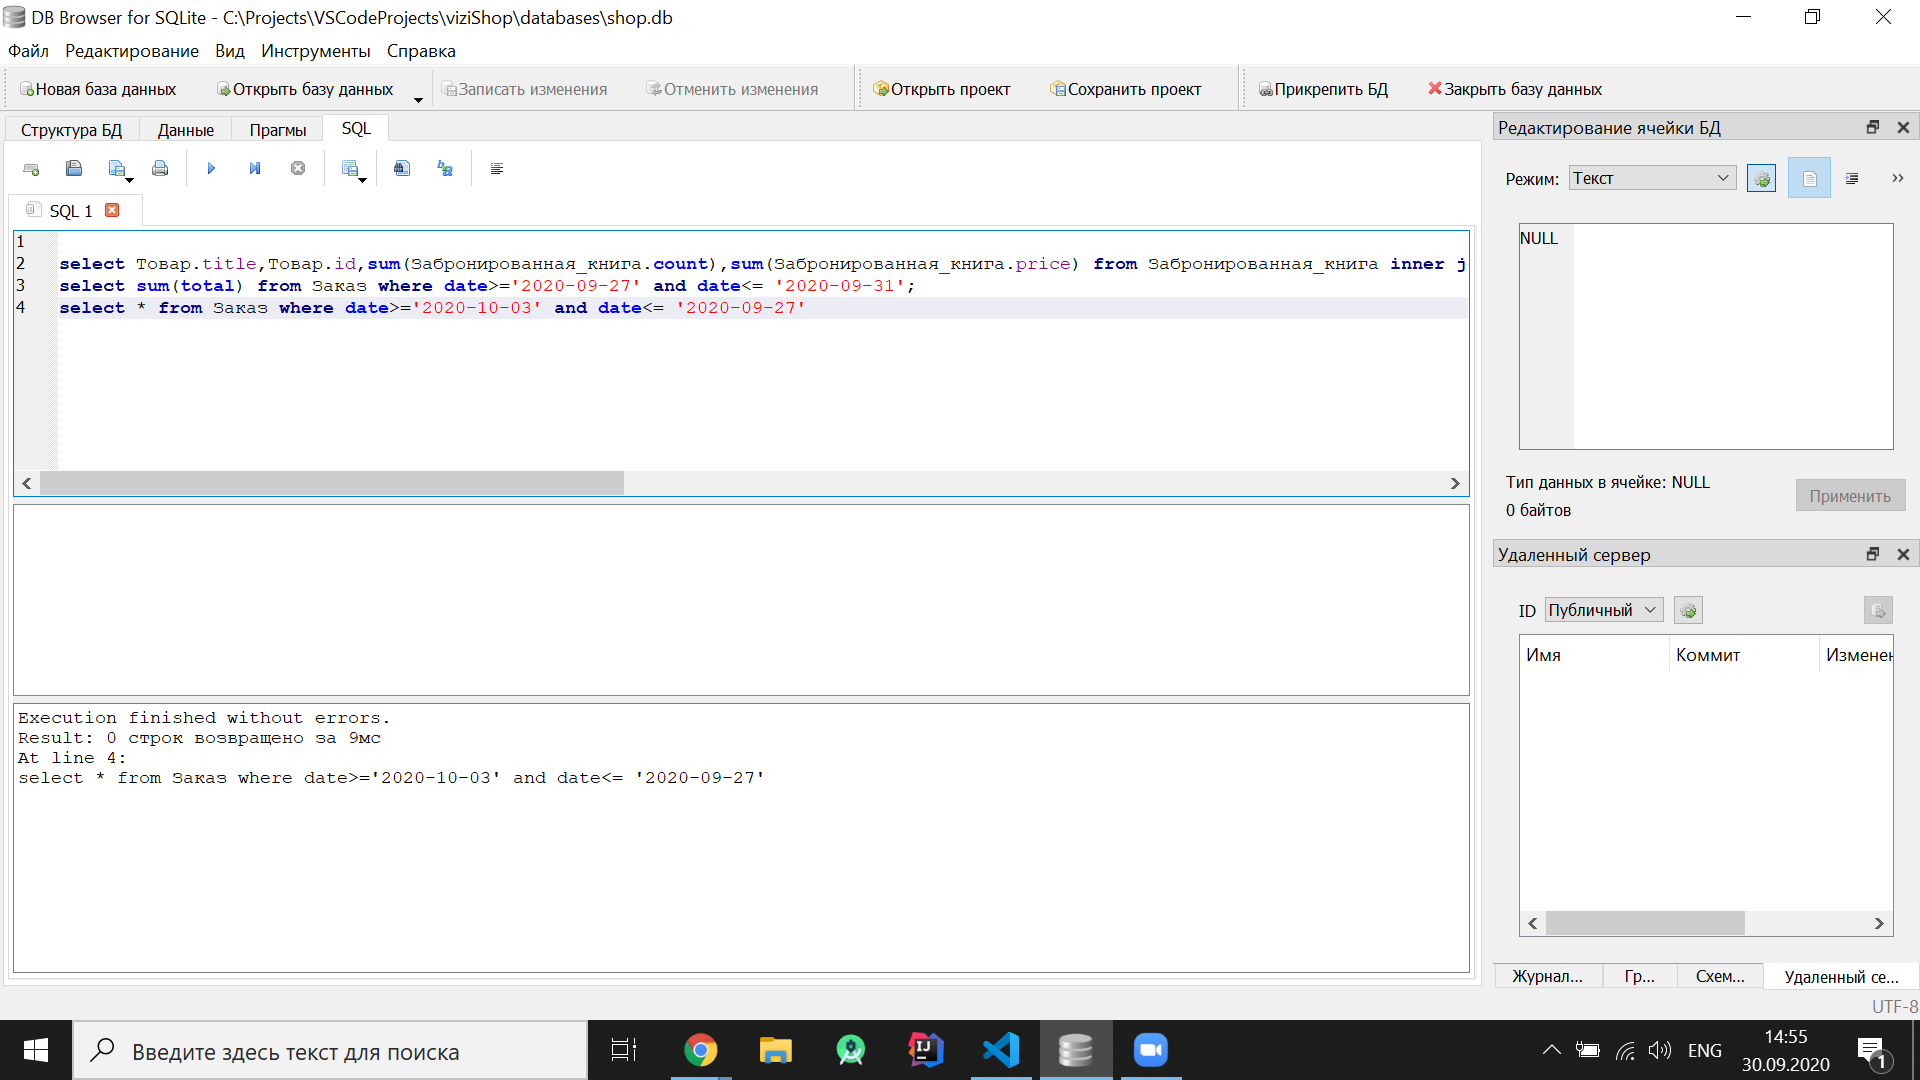 DB Browser for SQLite - C:\Projects\VSCodeProjects\viziShop\databases\shop.db
Файл Редактирование Вид Инструменты Справка
Новая база данных Открыть базу данных Записать изменения Отменить изменения Открыть проект Сохранить проект Прикрепить БД Закрыть базу данных
Структура БД Данные Прагмы SQL
SQL 1
1
2 select Товар.title,Товар.id,sum(Забронированная_книга.count),sum(Забронированная_книга.price) from Забронированная_книга inner j
3 select sum(total) from Заказ where date>='2020-09-27' and date<= '2020-09-31';
4 select * from Заказ where date>='2020-10-03' and date<= '2020-09-27'
Execution finished without errors.
Result: 0 строк возвращено за 9мс
At line 4:
select * from Заказ where date>='2020-10-03' and date<= '2020-09-27'
Редактирование ячейки БД
Режим: Текст
NULL
Тип данных в ячейке: NULL
0 байтов
Применить
Удаленный сервер
ID Публичный
Имя Коммит Изменен
Журнал... Гр... Схем... Удаленный се...
UTF-8
Введите здесь текст для поиска
ENG
14:55
30.09.2020
1